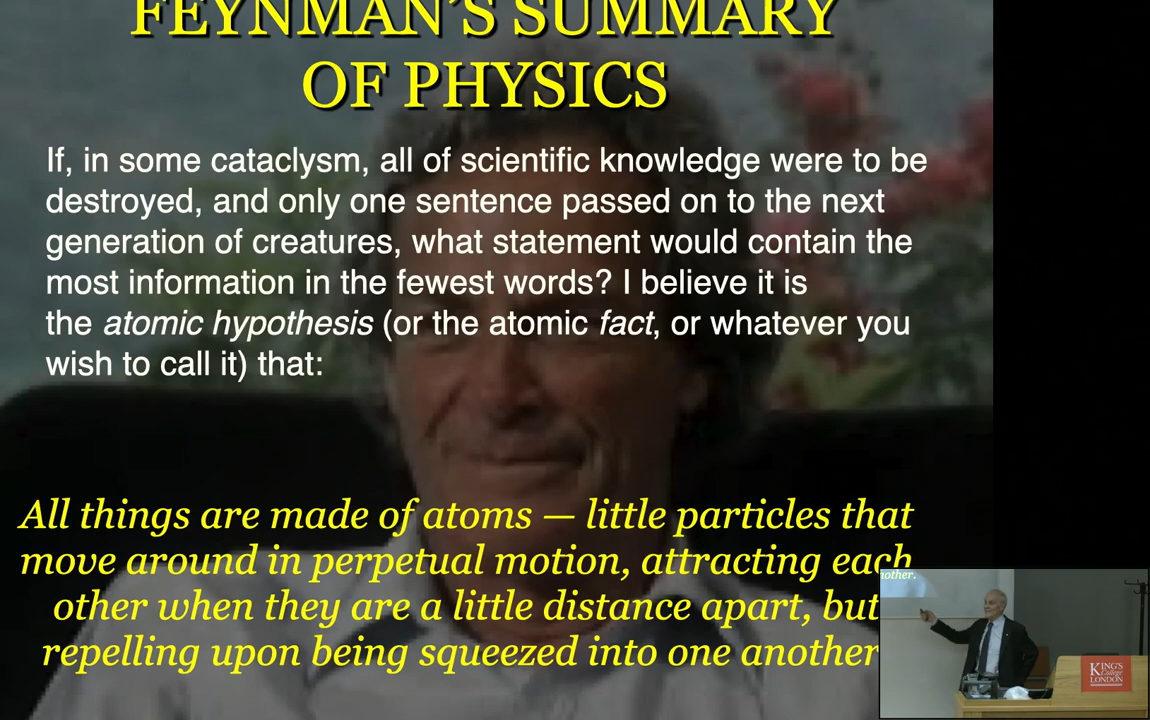 FEYNMAN'S SUMMARY
OF PHYSICS
If, in some cataclysm, all of scientific knowledge were to be
destroyed, and only one sentence passed on to the next
generation of creatures, what statement would contain the
most information in the fewest words? I believe it is
the atomic hypothesis (or the atomic fact, or whatever you
wish to call it) that:
All things are made of atoms — little particles that
move around in perpetual motion, attracting each
other when they are a little distance apart, but
repelling upon being squeezed into one another
nother.
KING'S
College
LONDON